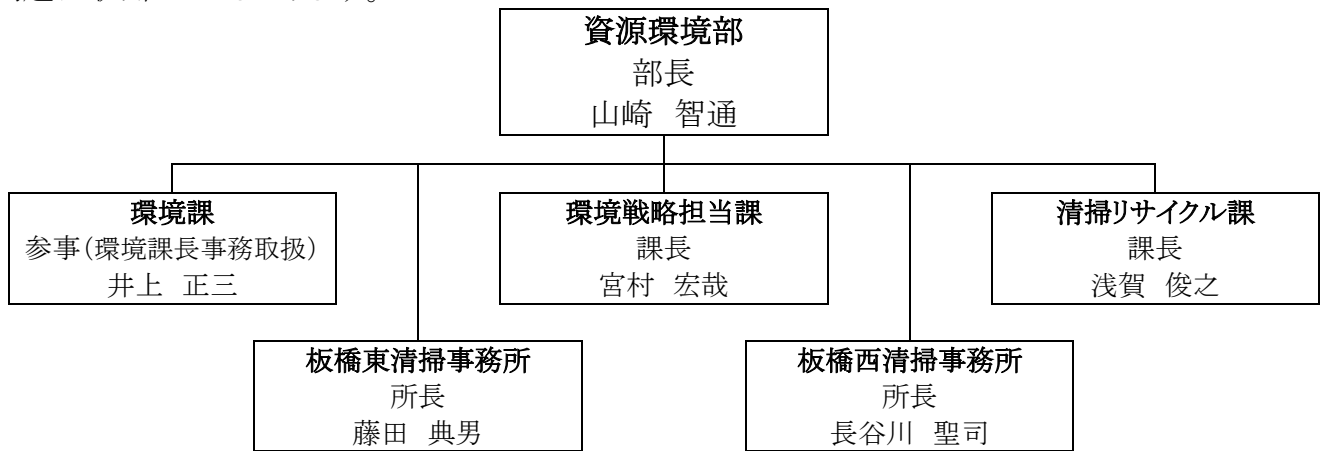 資源環境部
部長
山崎 智通
環境課
参事(環境課長事務取扱)
井上 正三
環境戦略担当課
課長
宮村 宏哉
清掃リサイクル課
課長
浅賀 俊之
板橋東清掃事務所
所長
藤田 典男
板橋西清掃事務所
所長
長谷川 聖司